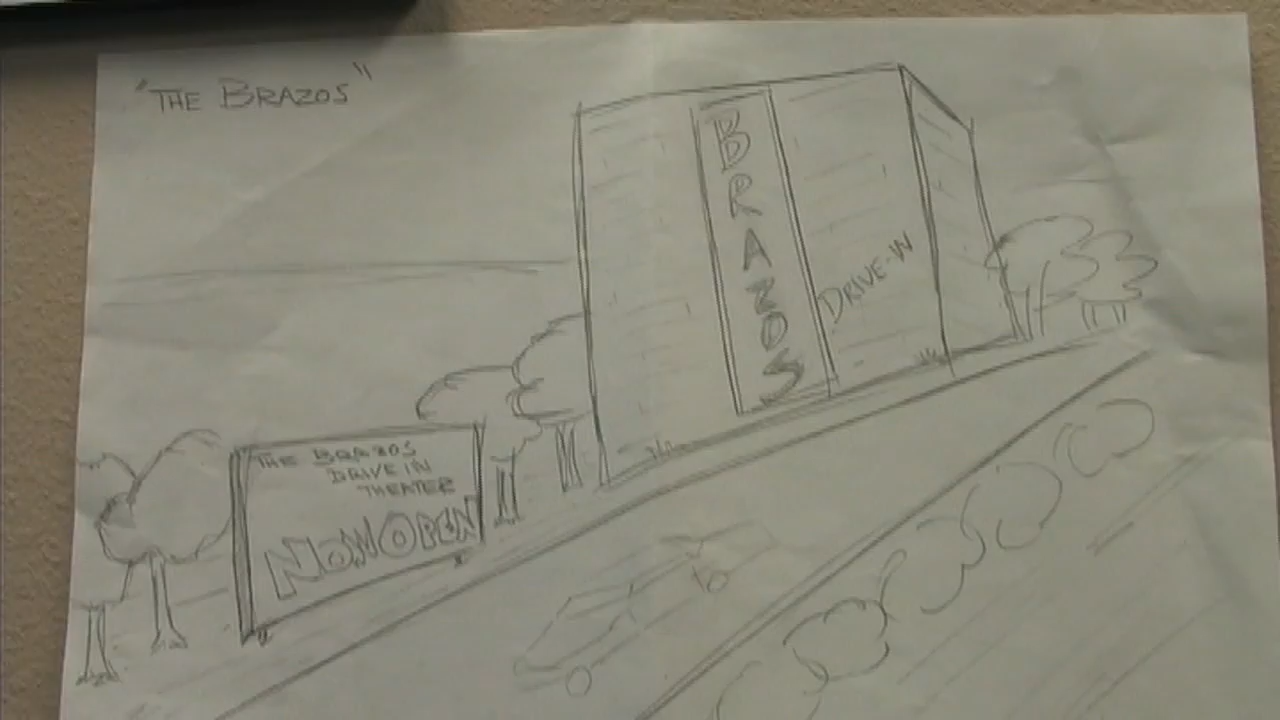 "THE BRAZOS"
BRAZOS
DRIVE-IN
THE BRAZOS
DRIVE IN
THEATER
NOW OPEN